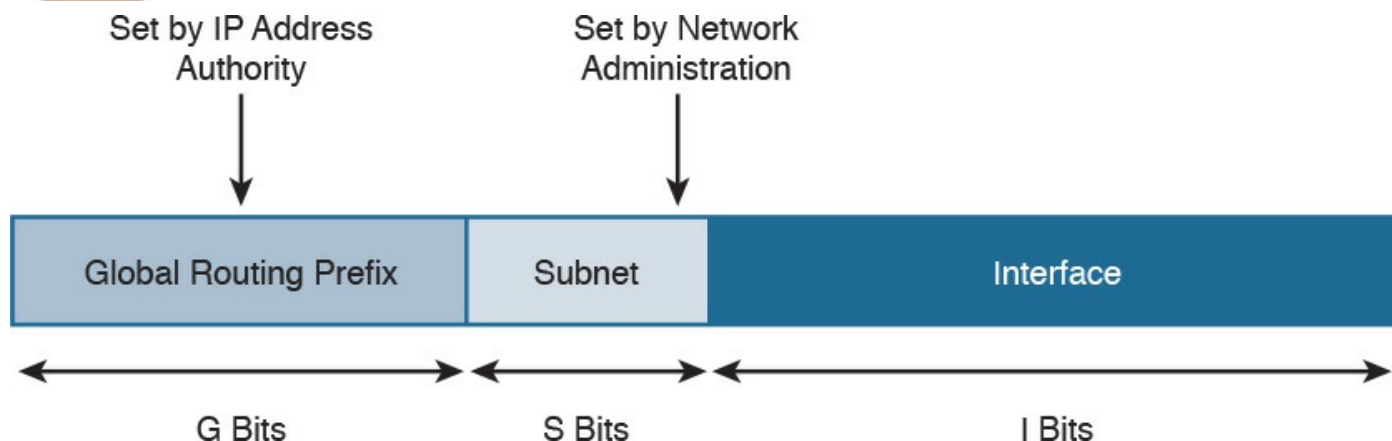 Set by IP Address
Authority
Set by Network
Administration
Global Routing Prefix
Subnet
Interface
G Bits
S Bits
I Bits